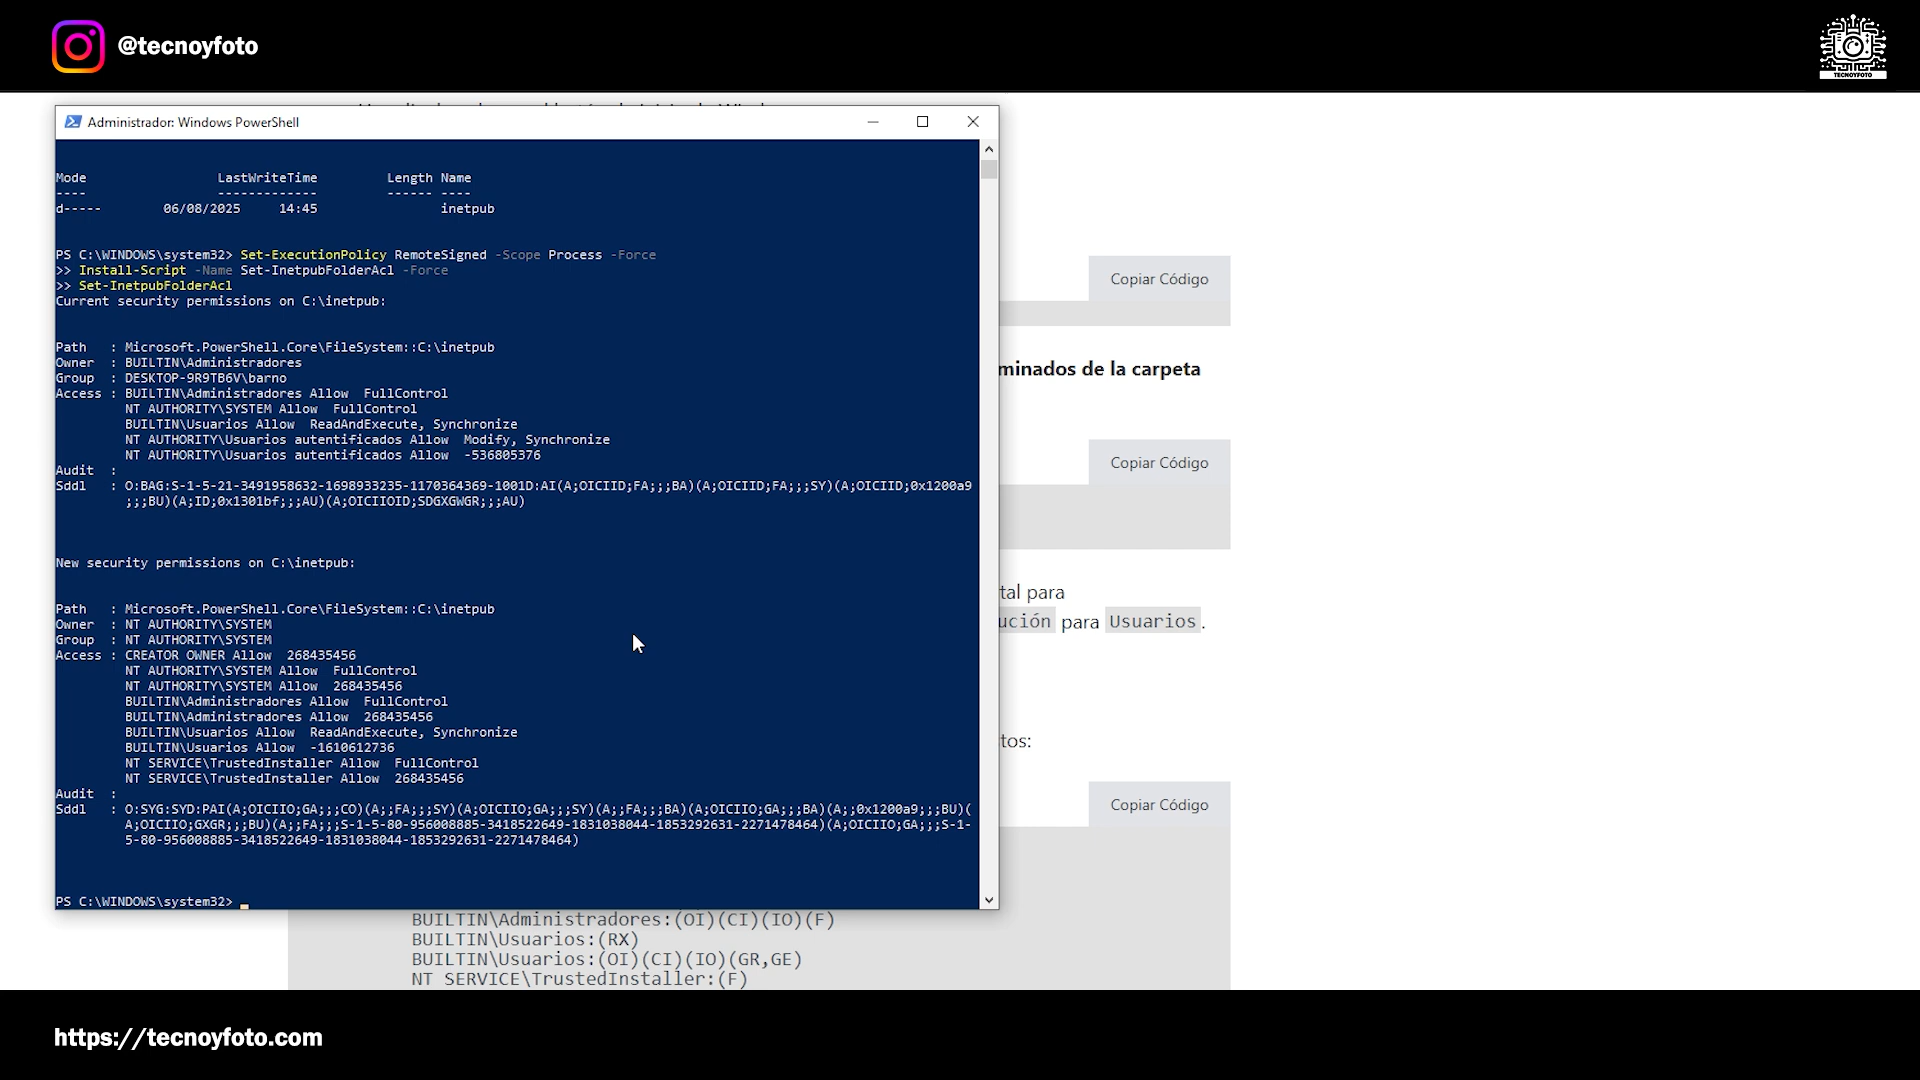 @tecnoyfoto
TECNOYFOTO
Administrador: Windows PowerShell
Mode LastWriteTime Length Name
---- ------------- ------ ----
d----- 06/08/2025 14:45 inetpub
PS C:\WINDOWS\system32> Set-ExecutionPolicy RemoteSigned -Scope Process -Force
>> Install-Script -Name Set-InetpubFolderAcl -Force
>> Set-InetpubFolderAcl
Current security permissions on C:\inetpub:
Path : Microsoft.PowerShell.Core\FileSystem::C:\inetpub
Owner : BUILTIN\Administradores
Group : DESKTOP-9R9TB6V\barno
Access : BUILTIN\Administradores Allow FullControl
NT AUTHORITY\SYSTEM Allow FullControl
BUILTIN\Usuarios Allow ReadAndExecute, Synchronize
NT AUTHORITY\Usuarios autentificados Allow Modify, Synchronize
NT AUTHORITY\Usuarios autentificados Allow -536805376
Audit :
Sddl : O:BAG:S-1-5-21-3491958632-1698933235-1170364369-1001D:AI(A;OICIID;FA;;;BA)(A;OICIID;FA;;;SY)(A;OICIID;0x1200a9
;;;BU)(A;ID;0x1301bf;;;AU)(A;OICIIOID;SDGXGWGR;;;AU)
New security permissions on C:\inetpub:
Path : Microsoft.PowerShell.Core\FileSystem::C:\inetpub
Owner : NT AUTHORITY\SYSTEM
Group : NT AUTHORITY\SYSTEM
Access : CREATOR OWNER Allow 268435456
NT AUTHORITY\SYSTEM Allow FullControl
NT AUTHORITY\SYSTEM Allow 268435456
BUILTIN\Administradores Allow FullControl
BUILTIN\Administradores Allow 268435456
BUILTIN\Usuarios Allow ReadAndExecute, Synchronize
BUILTIN\Usuarios Allow -1610612736
NT SERVICE\TrustedInstaller Allow FullControl
NT SERVICE\TrustedInstaller Allow 268435456
Audit :
Sddl : O:SYG:SYD:PAI(A;OICIIO;GA;;;CO)(A;;FA;;;SY)(A;OICIIO;GA;;;SY)(A;;FA;;;BA)(A;OICIIO;GA;;;BA)(A;;0x1200a9;;;BU)(
A;OICIIO;GXGR;;;BU)(A;;FA;;;S-1-5-80-956008885-3418522649-1831038044-1853292631-2271478464)(A;OICIIO;GA;;;S-1-
5-80-956008885-3418522649-1831038044-1853292631-2271478464)
PS C:\WINDOWS\system32>
Copiar Código
minados de la carpeta
Copiar Código
tal para
ución para Usuarios.
tos:
Copiar Código
BUILTIN\Administradores:(OI)(CI)(IO)(F)
BUILTIN\Usuarios:(RX)
BUILTIN\Usuarios:(OI)(CI)(IO)(GR,GE)
NT SERVICE\TrustedInstaller:(F)
https://tecnoyfoto.com